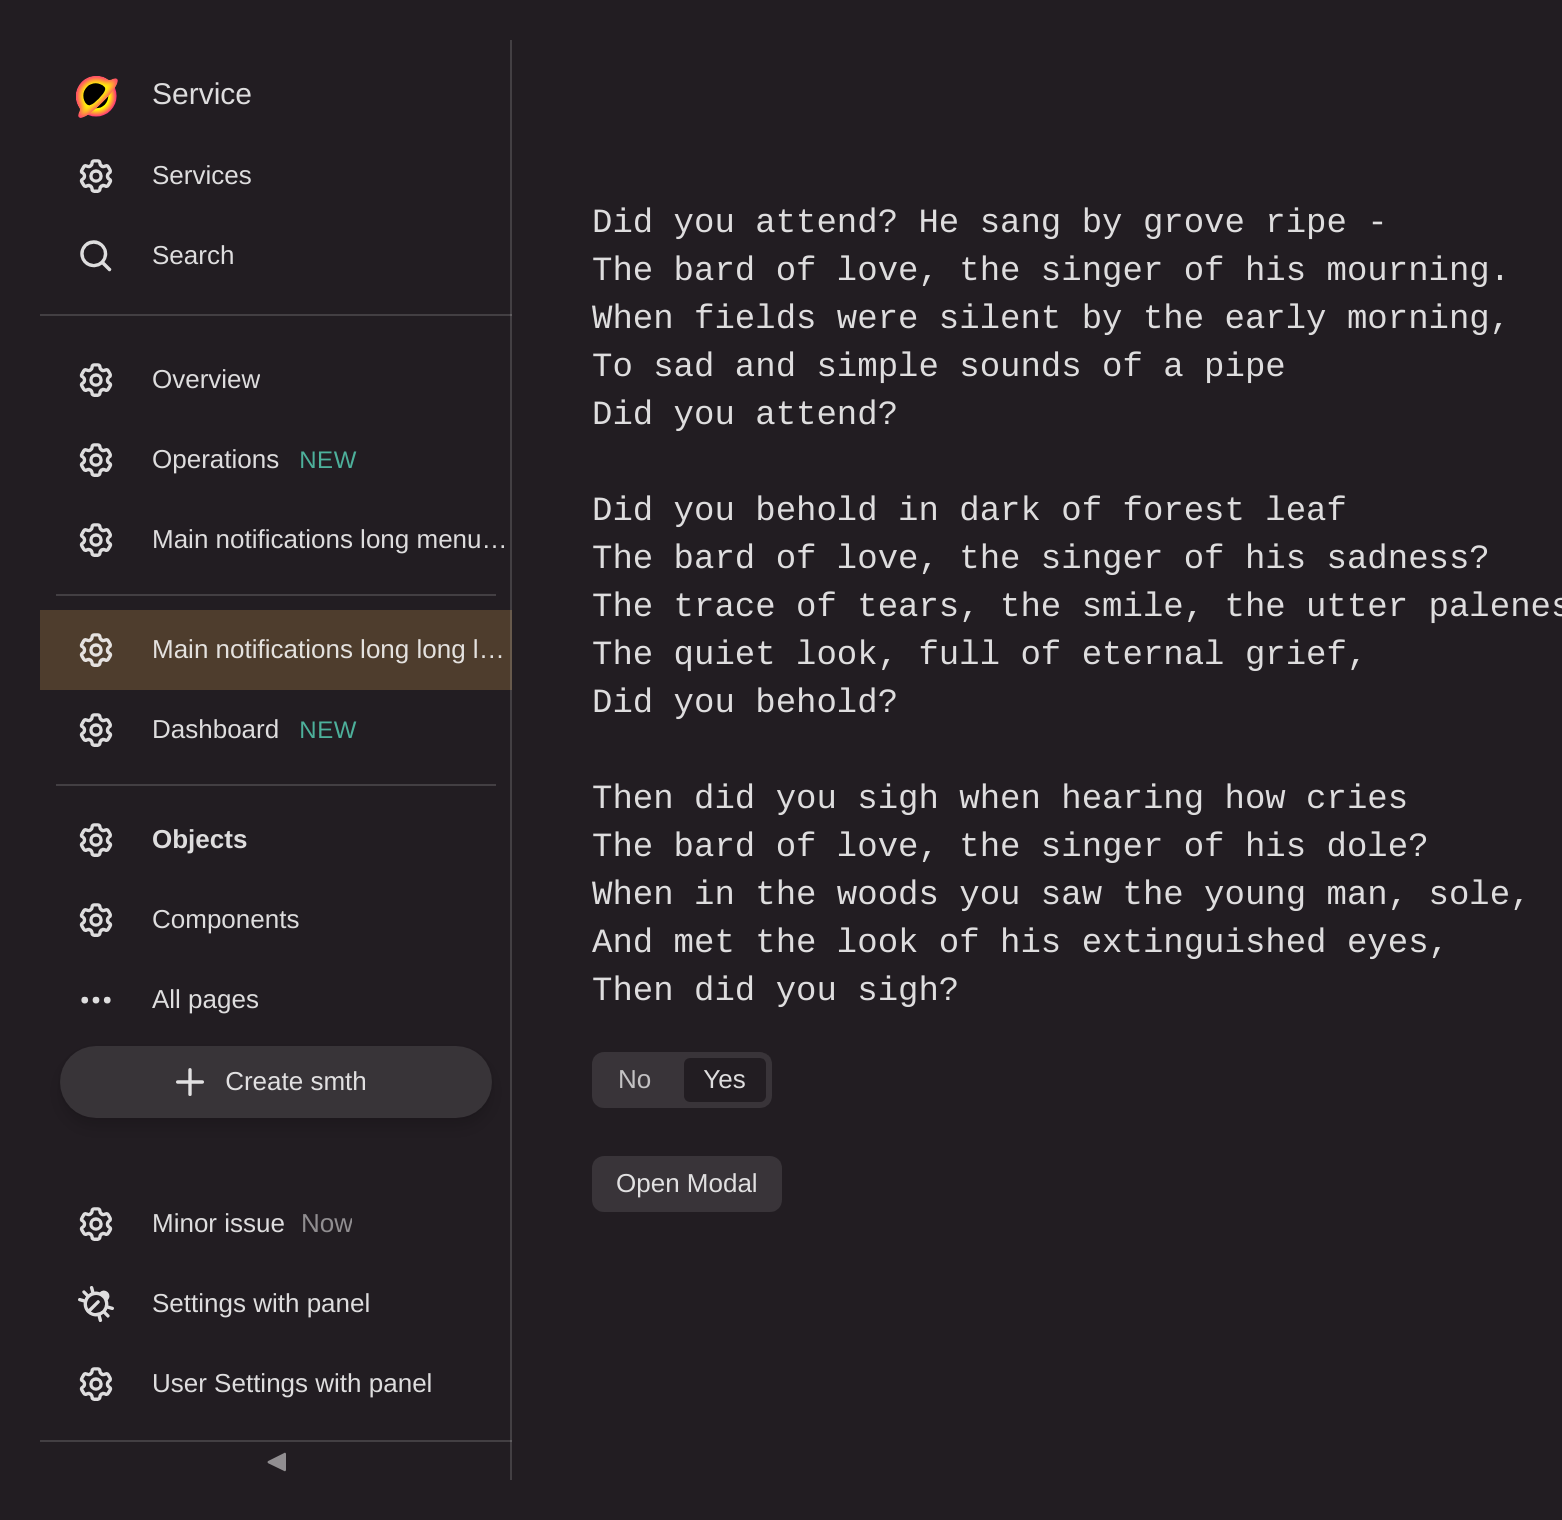 Service
Services
Search
Overview
Operations NEW
Main notifications long menu…
Main notifications long long l…
Dashboard NEW
Objects
Components
All pages
Create smth
Minor issue Now
Settings with panel
User Settings with panel
Did you attend? He sang by grove ripe -
The bard of love, the singer of his mourning.
When fields were silent by the early morning,
To sad and simple sounds of a pipe
Did you attend?
Did you behold in dark of forest leaf
The bard of love, the singer of his sadness?
The trace of tears, the smile, the utter palenes
The quiet look, full of eternal grief,
Did you behold?
Then did you sigh when hearing how cries
The bard of love, the singer of his dole?
When in the woods you saw the young man, sole,
And met the look of his extinguished eyes,
Then did you sigh?
No Yes
Open Modal